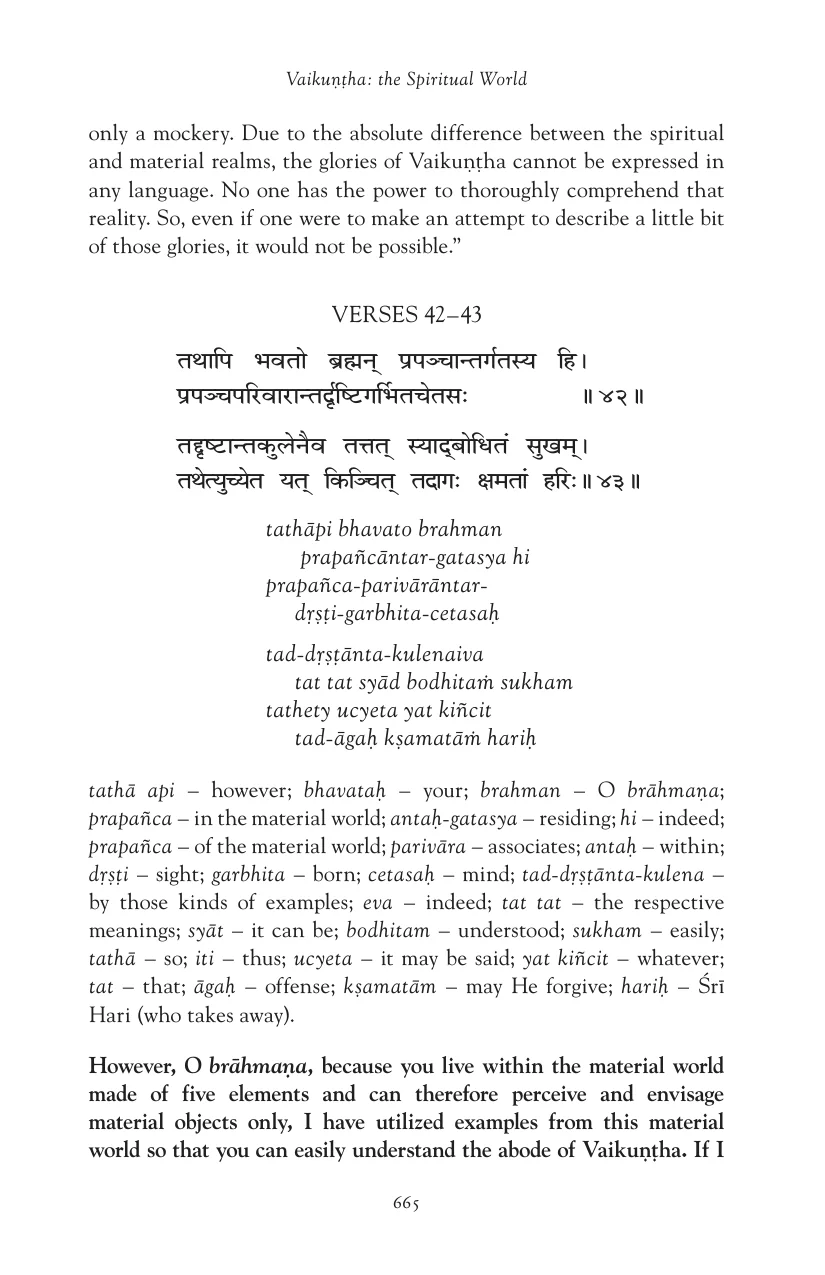 Vaikuṇṭha: the Spiritual World
only a mockery. Due to the absolute difference between the spiritual
and material realms, the glories of Vaikuṇṭha cannot be expressed in
any language. No one has the power to thoroughly comprehend that
reality. So, even if one were to make an attempt to describe a little bit
of those glories, it would not be possible.”
VERSES 42–43
तथापि भवतो ब्रह्मन् प्रपञ्चान्तर्गतस्य हि।
प्रपञ्चपरिवारान्तर्दृष्टिगर्भितचेतसः ॥ ४२ ॥
तद्दृष्टान्तकुलेनैव तत्तत् स्याद्बोधितं सुखम्।
तथेत्युच्येत यत् किञ्चित् तदागः क्षमतां हरिः॥ ४३ ॥
tathāpi bhavato brahman
prapañcāntar-gatasya hi
prapañca-parivārāntar-
dṛṣṭi-garbhita-cetasaḥ
tad-dṛṣṭānta-kulenaiva
tat tat syād bodhitaṁ sukham
tathety ucyeta yat kiñcit
tad-āgaḥ kṣamatāṁ hariḥ
tathā api – however; bhavataḥ – your; brahman – O brāhmaṇa;
prapañca – in the material world; antaḥ-gatasya – residing; hi – indeed;
prapañca – of the material world; parivāra – associates; antaḥ – within;
dṛṣṭi – sight; garbhita – born; cetasaḥ – mind; tad-dṛṣṭānta-kulena –
by those kinds of examples; eva – indeed; tat tat – the respective
meanings; syāt – it can be; bodhitam – understood; sukham – easily;
tathā – so; iti – thus; ucyeta – it may be said; yat kiñcit – whatever;
tat – that; āgaḥ – offense; kṣamatām – may He forgive; hariḥ – Śrī
Hari (who takes away).
However, O brāhmaṇa, because you live within the material world
made of five elements and can therefore perceive and envisage
material objects only, I have utilized examples from this material
world so that you can easily understand the abode of Vaikuṇṭha. If I
665